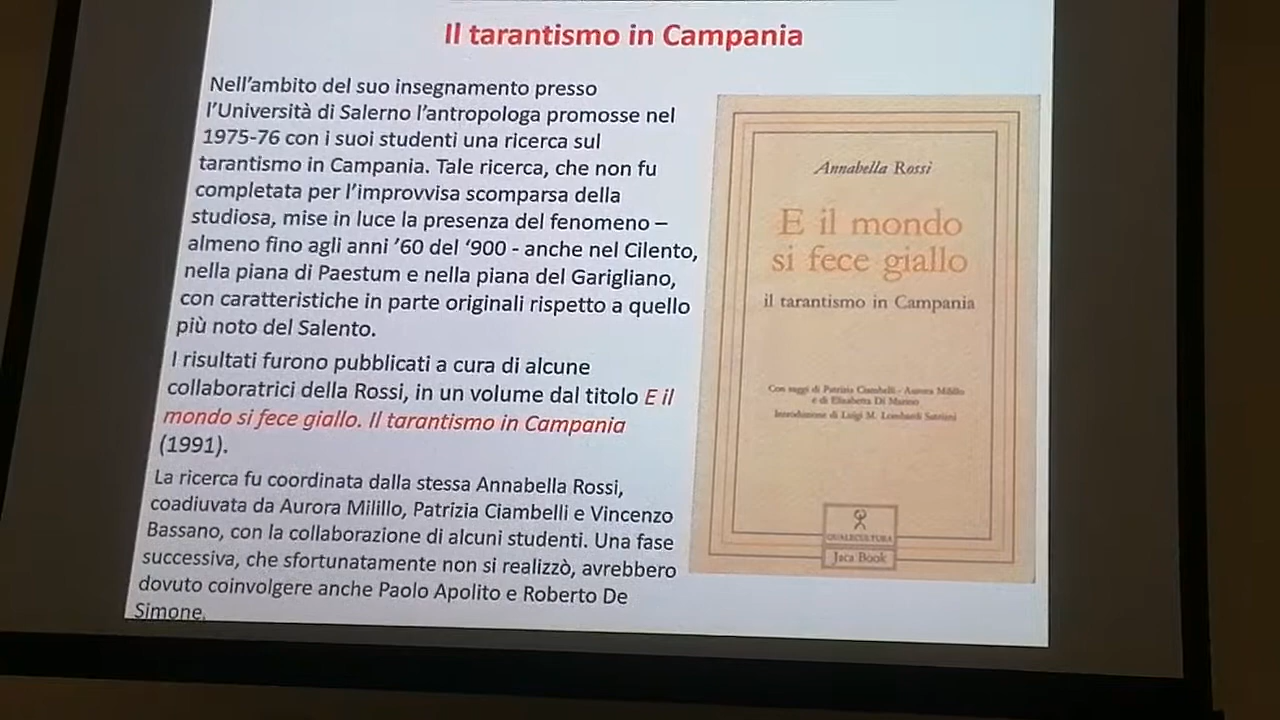 Il tarantismo in Campania
Nell'ambito del suo insegnamento presso
l'Università di Salerno l'antropologa promosse nel
1975-76 con i suoi studenti una ricerca sul
tarantismo in Campania. Tale ricerca, che non fu
completata per l'improvvisa scomparsa della
studiosa, mise in luce la presenza del fenomeno –
almeno fino agli anni ’60 del ‘900 - anche nel Cilento,
nella piana di Paestum e nella piana del Garigliano,
con caratteristiche in parte originali rispetto a quello
più noto del Salento.
I risultati furono pubblicati a cura di alcune
collaboratrici della Rossi, in un volume dal titolo E il
mondo si fece giallo. Il tarantismo in Campania
(1991).
La ricerca fu coordinata dalla stessa Annabella Rossi,
coadiuvata da Aurora Milillo, Patrizia Ciambelli e Vincenzo
Bassano, con la collaborazione di alcuni studenti. Una fase
successiva, che sfortunatamente non si realizzò, avrebbero
dovuto coinvolgere anche Paolo Apolito e Roberto De
Simone.
Annabella Rossi
E il mondo
si fece giallo
il tarantismo in Campania
Con saggi di Patrizia Ciambelli - Aurora Milillo
e di Elisabetta Di Marino
Introduzione di Luigi M. Lombardi Satriani
QUALECULTURA
Jaca Book